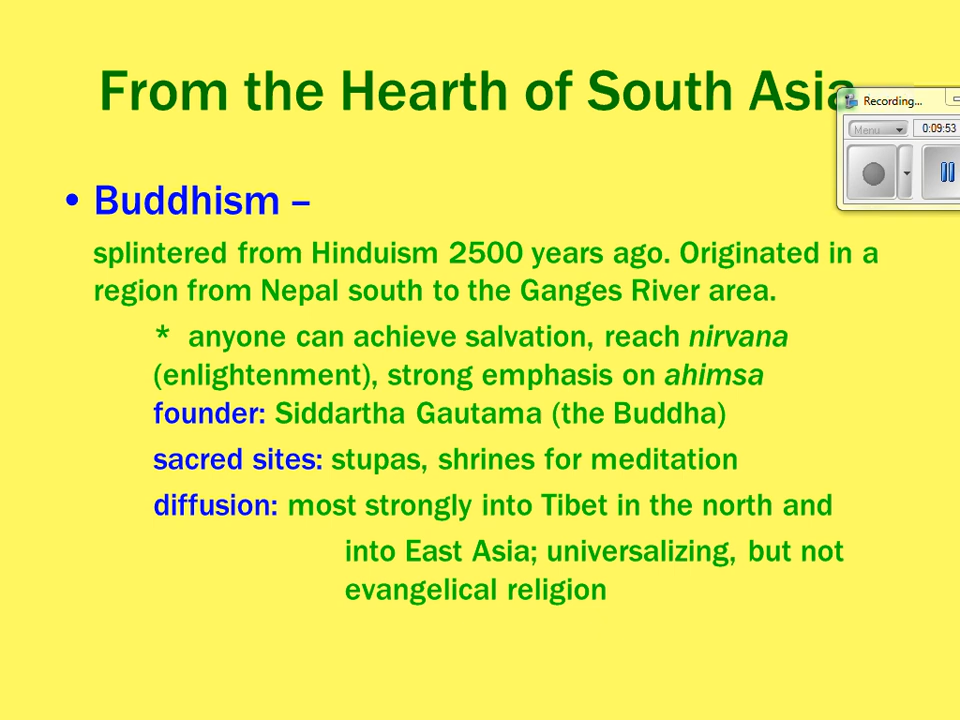 From the Hearth of South Asia
Recording...
Menu
0:09:53
• Buddhism –
splintered from Hinduism 2500 years ago. Originated in a
region from Nepal south to the Ganges River area.
* anyone can achieve salvation, reach nirvana
(enlightenment), strong emphasis on ahimsa
founder: Siddartha Gautama (the Buddha)
sacred sites: stupas, shrines for meditation
diffusion: most strongly into Tibet in the north and
into East Asia; universalizing, but not
evangelical religion